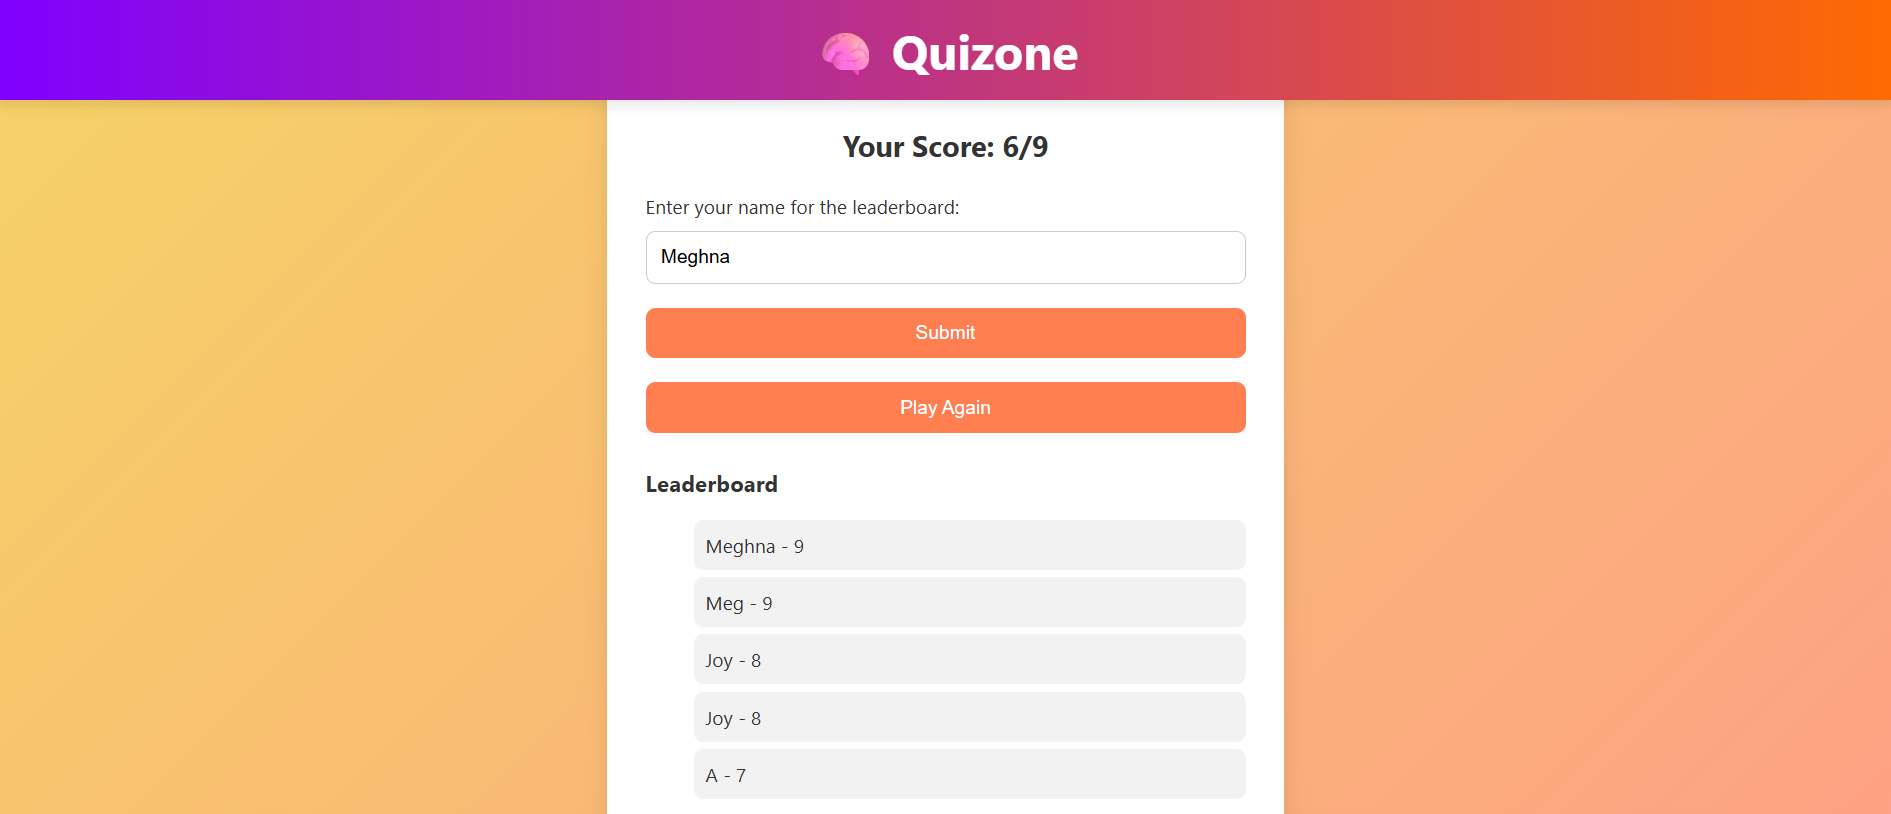 Quizone
Your Score: 6/9
Enter your name for the leaderboard:
Meghna
Submit
Play Again
Leaderboard
Meghna - 9
Meg - 9
Joy - 8
Joy - 8
A - 7